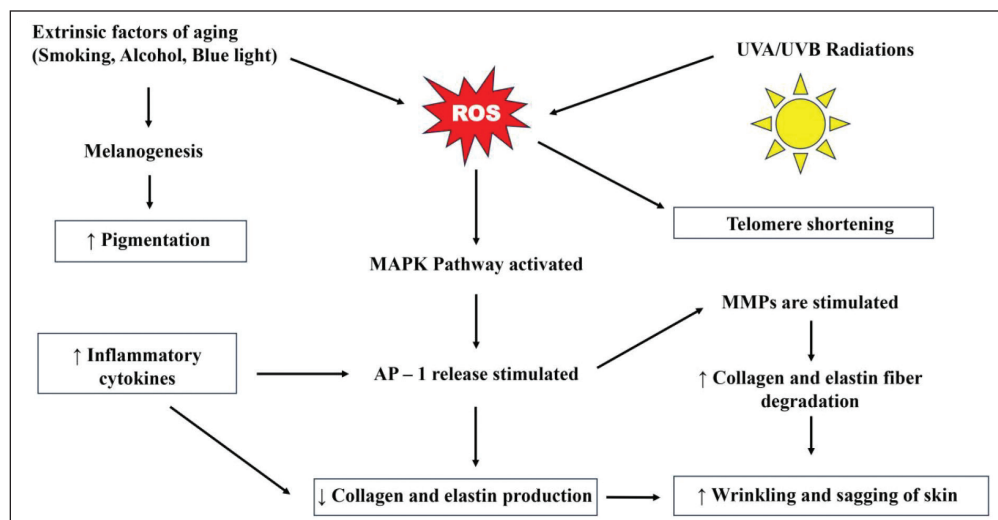 Extrinsic factors of aging
(Smoking, Alcohol, Blue light)
UVA/UVB Radiations
ROS
Melanogenesis
↑ Pigmentation
Telomere shortening
MAPK Pathway activated
MMPs are stimulated
↑ Inflammatory
cytokines
AP – 1 release stimulated
↑ Collagen and elastin fiber
degradation
↓ Collagen and elastin production
↑ Wrinkling and sagging of skin